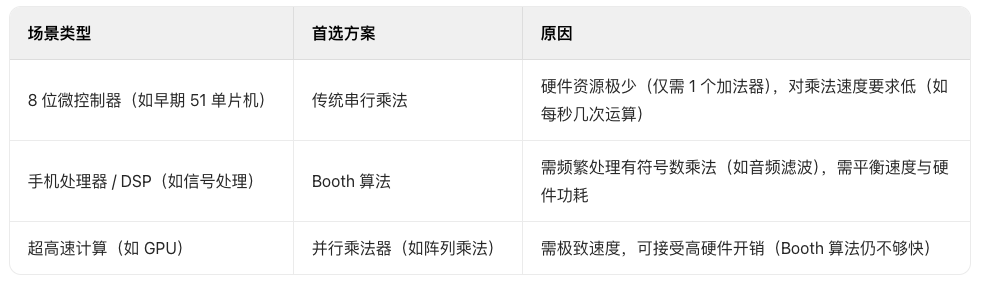 场景类型 首选方案 原因
8 位微控制器（如早期 51 单片机） 传统串行乘法 硬件资源极少（仅需 1 个加法器），对乘法速度要求低（如
每秒几次运算）
手机处理器 / DSP（如信号处理） Booth 算法 需频繁处理有符号数乘法（如音频滤波），需平衡速度与硬
件功耗
超高速计算（如 GPU） 并行乘法器（如阵列乘法） 需极致速度，可接受高硬件开销（Booth 算法仍不够快）